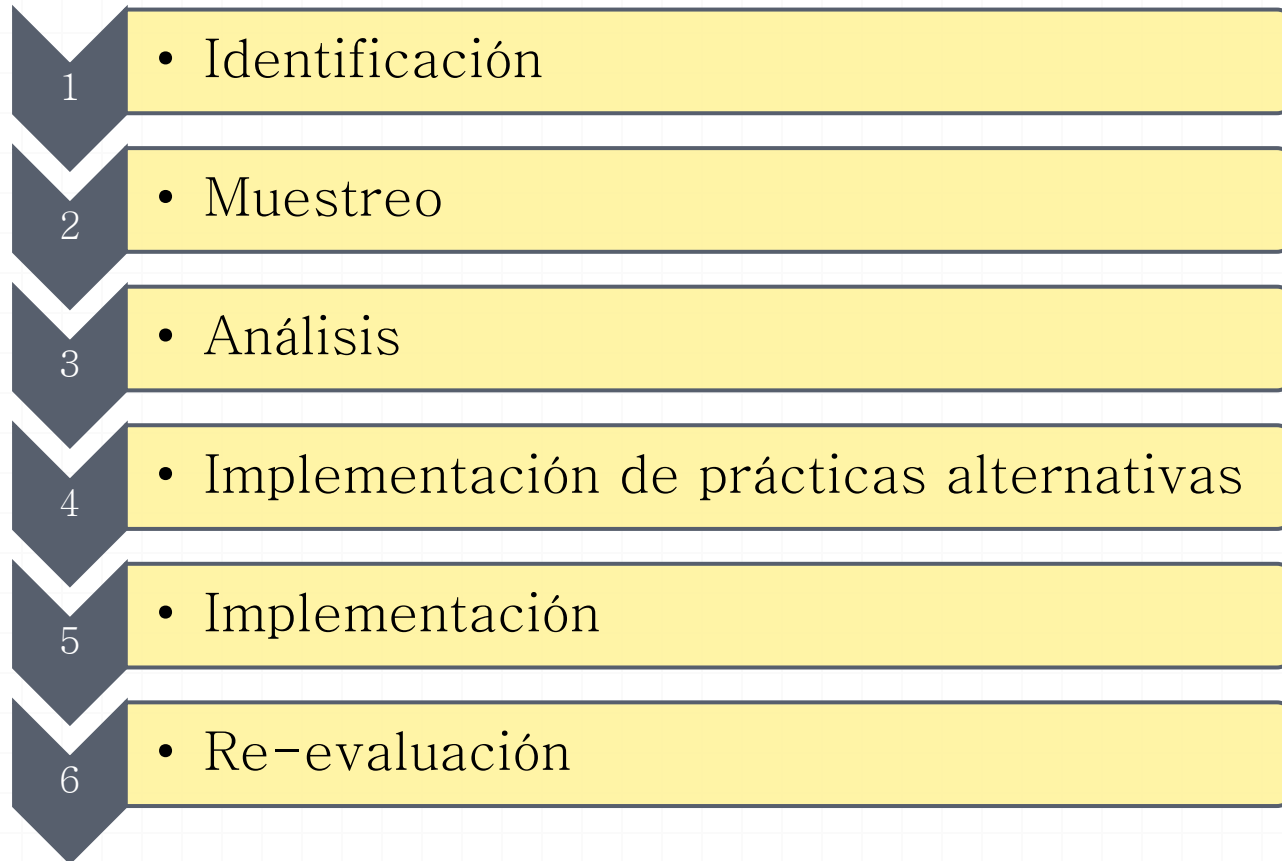 1
• Identificación
2
• Muestreo
3
• Análisis
4
• Implementación de prácticas alternativas
5
• Implementación
6
• Re-evaluación